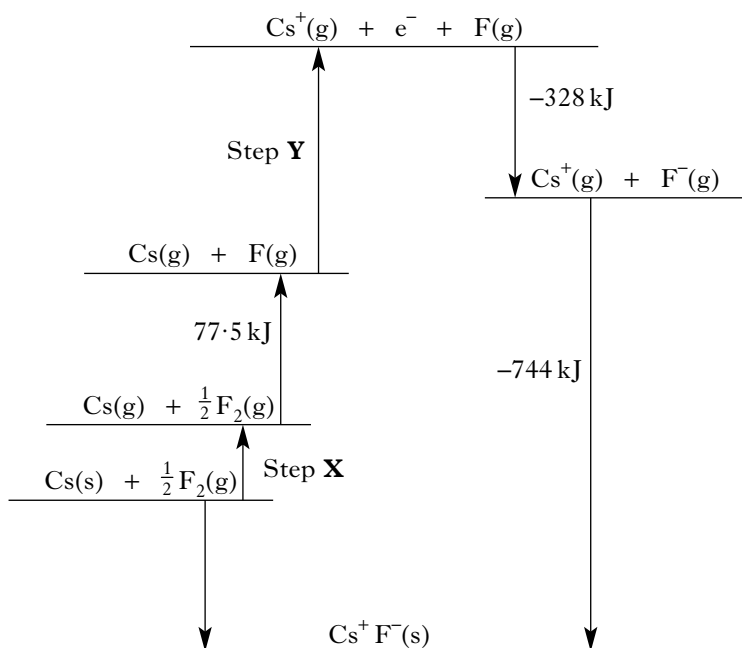 Cs⁺(g) + e⁻ + F(g)
–328 kJ
Step Y
Cs⁺(g) + F⁻(g)
Cs(g) + F(g)
77·5 kJ
–744 kJ
Cs(g) + ½ F₂(g)
Step X
Cs(s) + ½ F₂(g)
Cs⁺ F⁻(s)